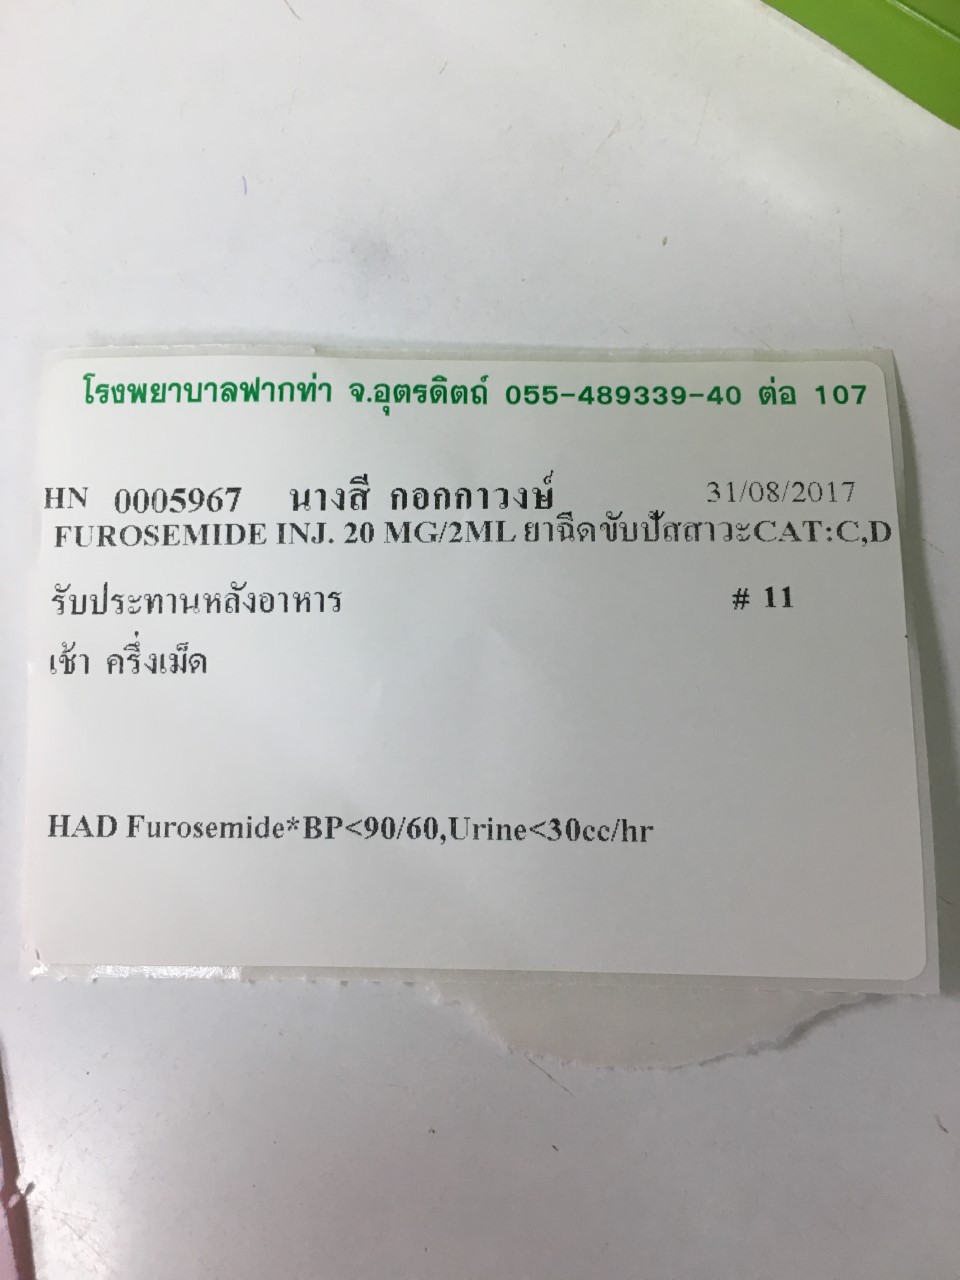 โรงพยาบาลฟากท่า จ.อุตรดิตถ์ 055-489339-40 ต่อ 107
HN 0005967 นางสี กอกกาวงษ์ 31/08/2017
FUROSEMIDE INJ. 20 MG/2ML ยาฉีดขับปัสสาวะCAT:C,D
รับประทานหลังอาหาร # 11
เช้า ครึ่งเม็ด
HAD Furosemide*BP<90/60,Urine<30cc/hr